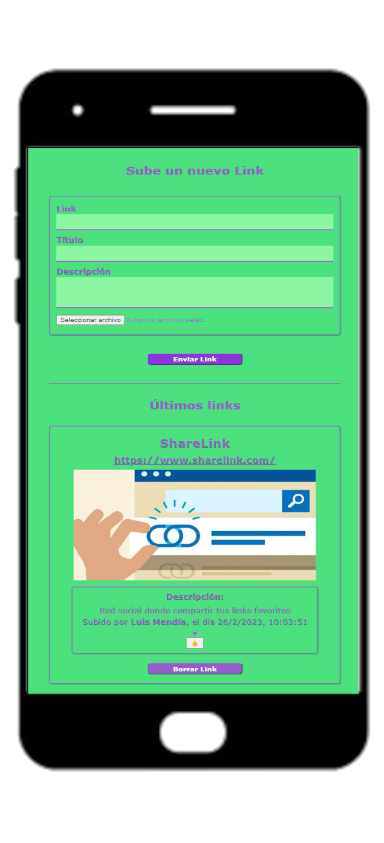 Sube un nuevo Link
Link
Título
Descripción
Seleccionar archivo Ningún archivo selec.
Enviar Link
Últimos links
ShareLink
https://www.sharelink.com/
Descripción:
Red social donde compartir tus links favoritos
Subido por Luis Mendia, el día 26/2/2023, 10:03:51
Borrar Link